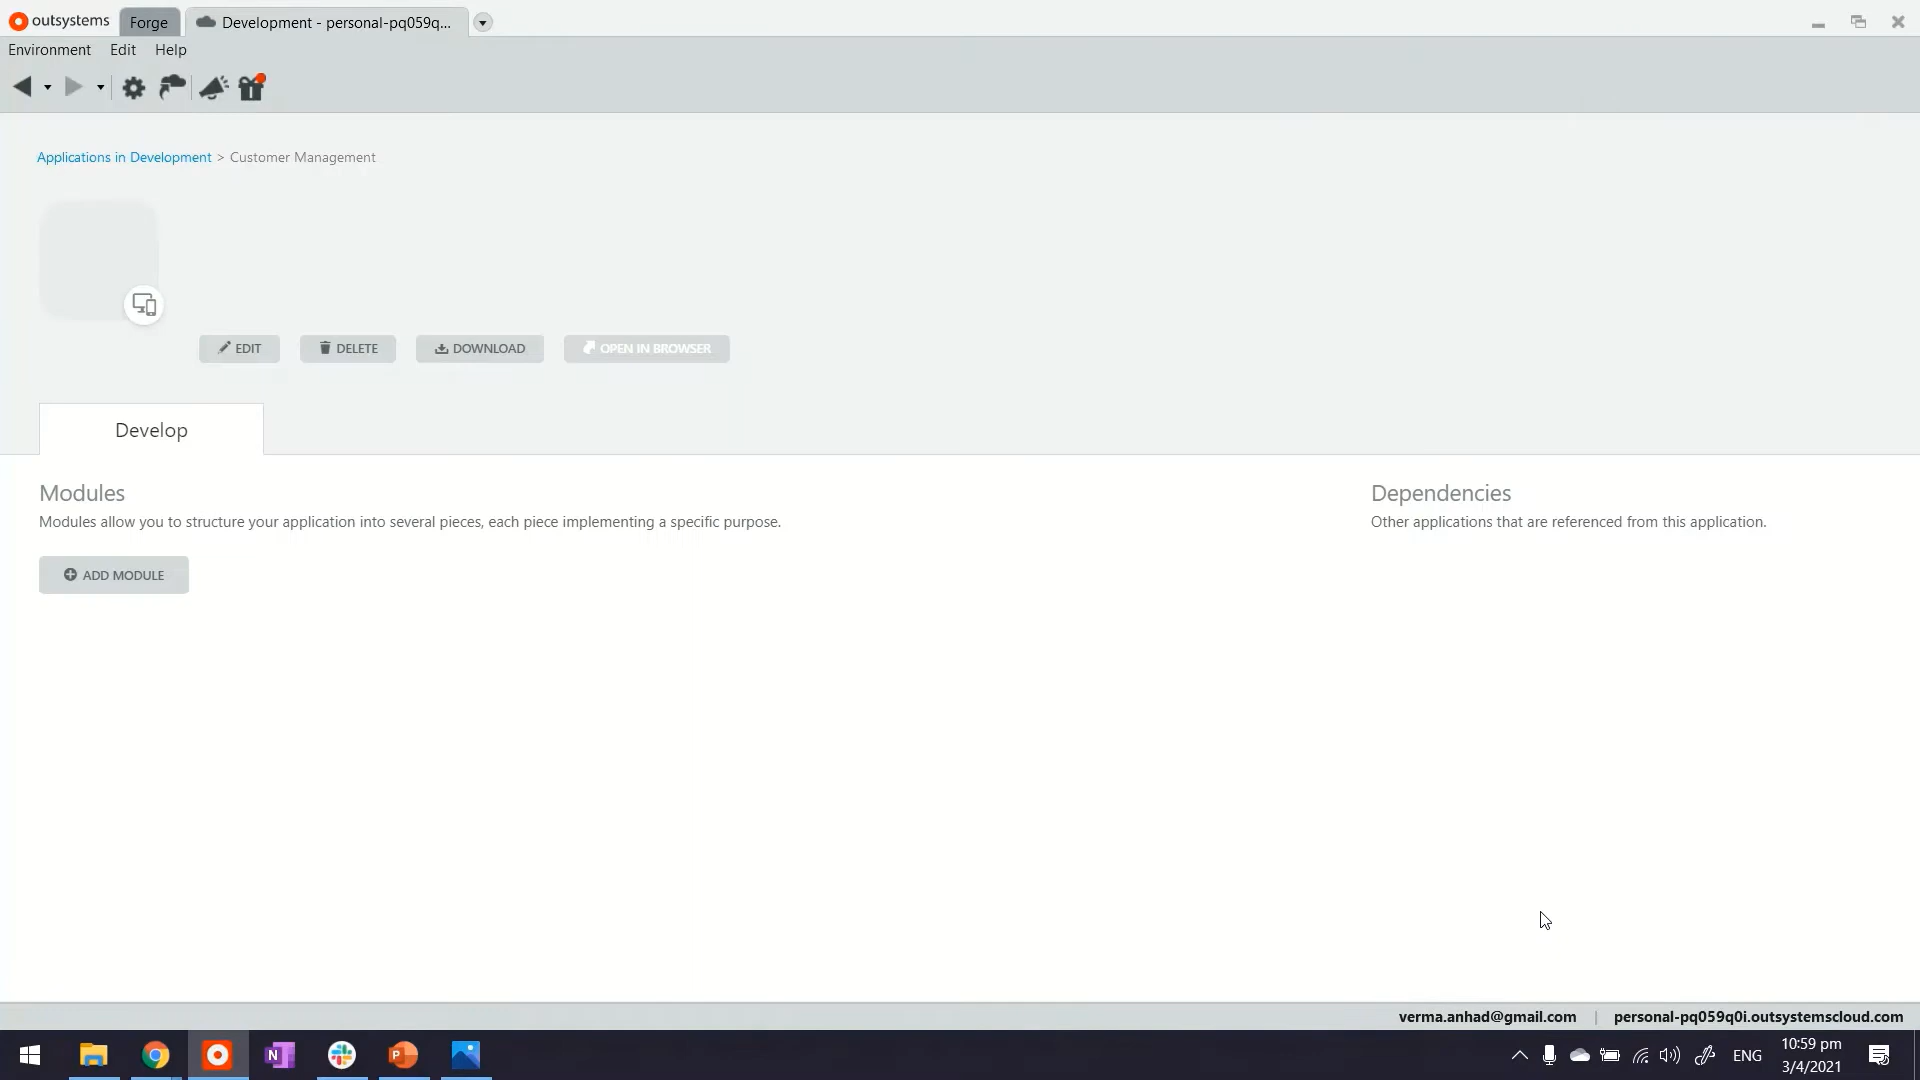 outsystems
Forge
Development - personal-pq059q...
Environment Edit Help
Applications in Development > Customer Management
EDIT
DELETE
DOWNLOAD
OPEN IN BROWSER
Develop
Modules
Modules allow you to structure your application into several pieces, each piece implementing a specific purpose.
ADD MODULE
Dependencies
Other applications that are referenced from this application.
verma.anhad@gmail.com | personal-pq059q0i.outsystemscloud.com
N
P
ENG
10:59 pm
3/4/2021